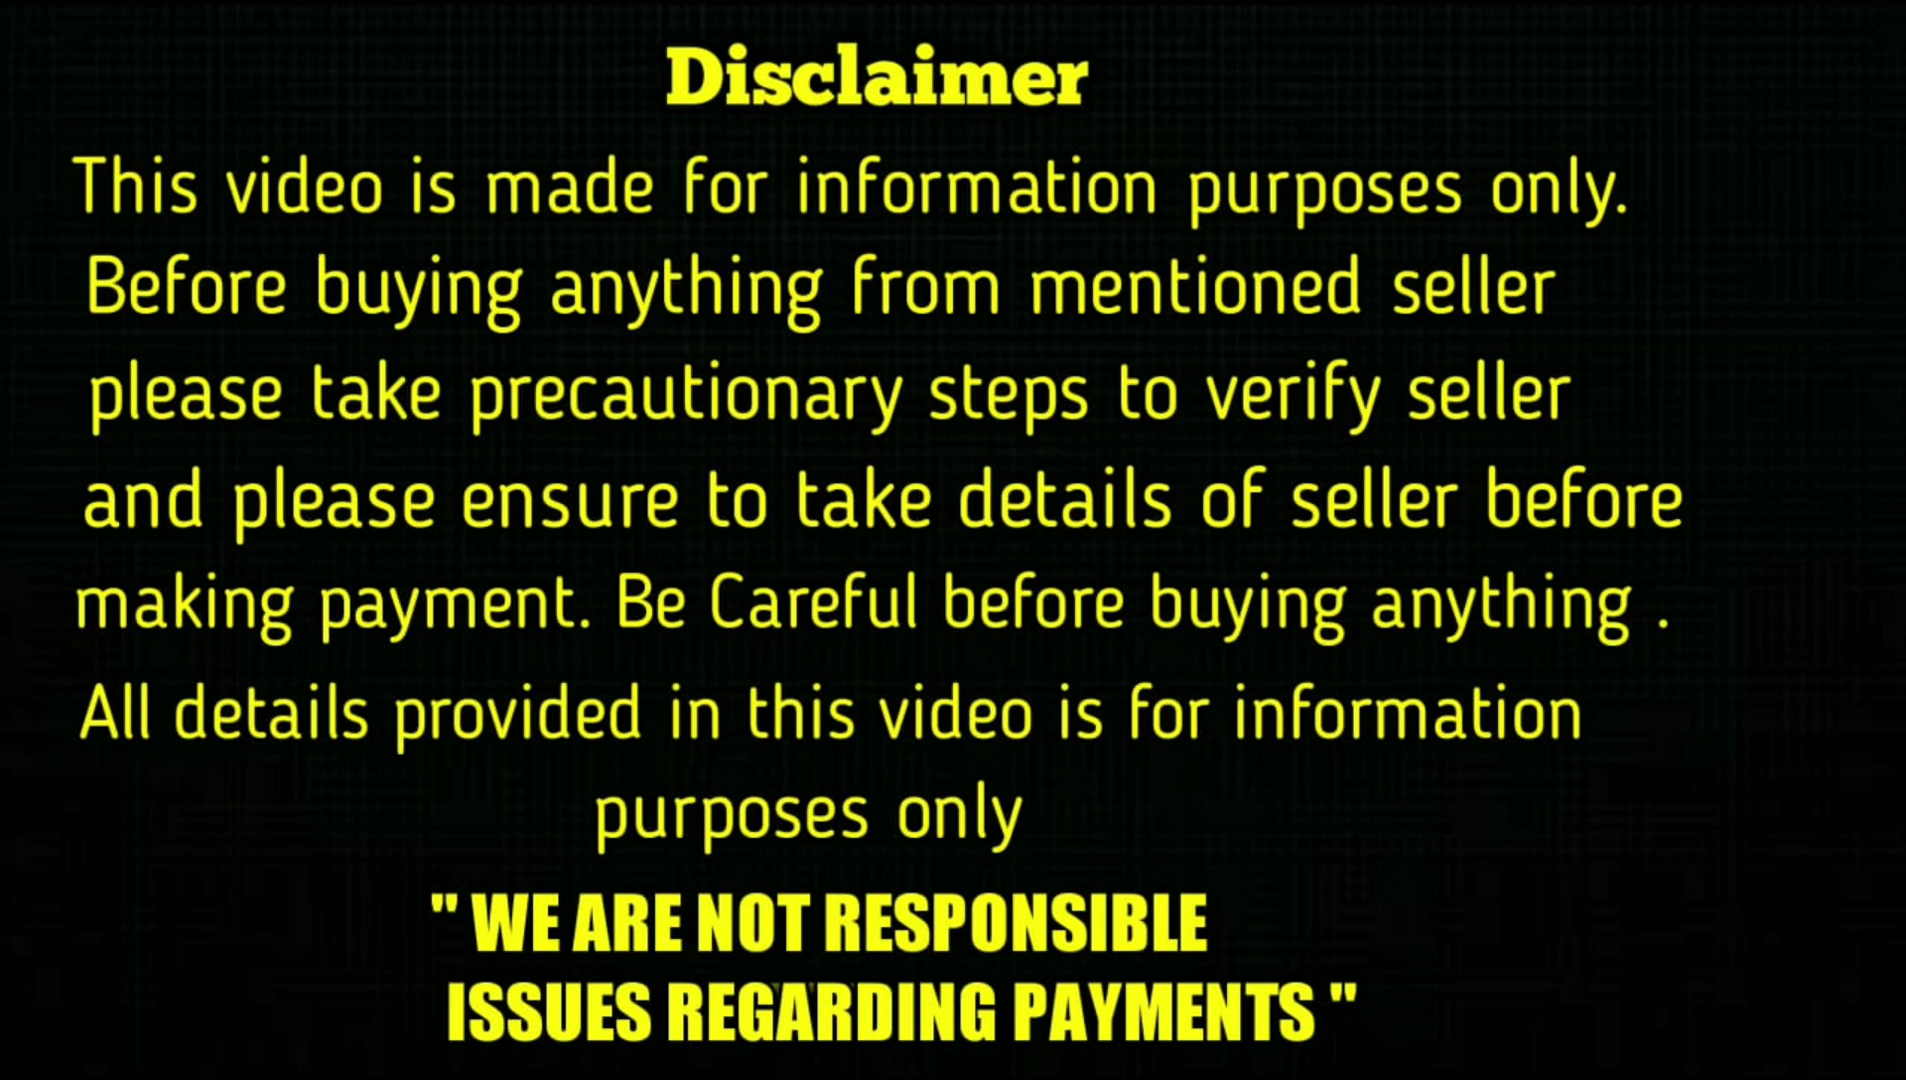 Disclaimer
This video is made for information purposes only.
Before buying anything from mentioned seller
please take precautionary steps to verify seller
and please ensure to take details of seller before
making payment. Be Careful before buying anything .
All details provided in this video is for information
purposes only
" WE ARE NOT RESPONSIBLE
ISSUES REGARDING PAYMENTS "